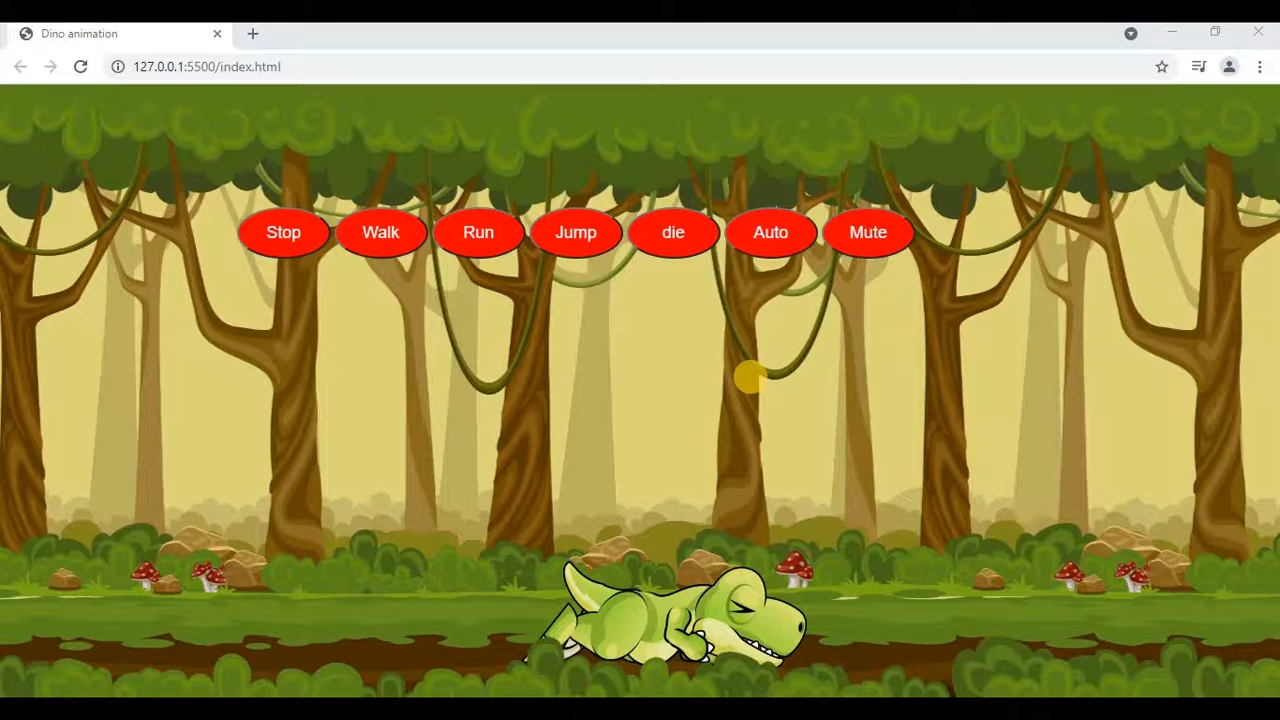 Dino animation
127.0.0.1:5500/index.html
Stop Walk Run Jump die Auto Mute